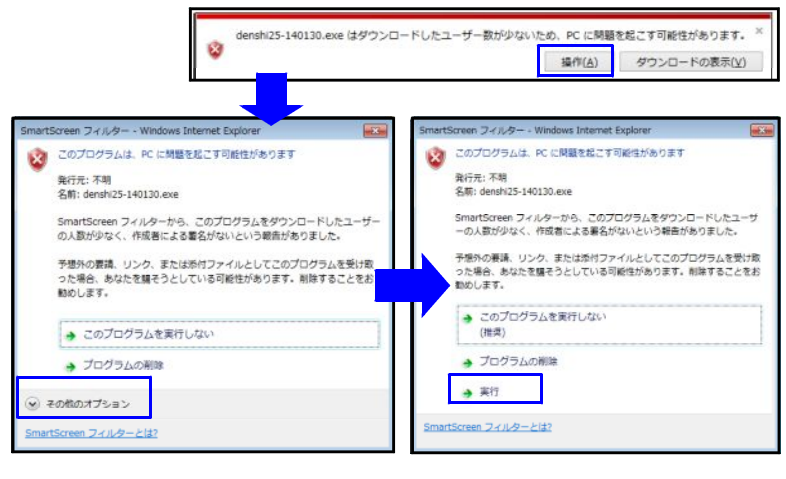 denshi25-140130.exe はダウンロードしたユーザー数が少ないため、PC に問題を起こす可能性があります。
操作(A)
ダウンロードの表示(V)
SmartScreen フィルター - Windows Internet Explorer
このプログラムは、PC に問題を起こす可能性があります
発行元: 不明
名前: denshi25-140130.exe
SmartScreen フィルターから、このプログラムをダウンロードしたユーザー
の人数が少なく、作成者による署名がないという報告がありました。
予想外の要請、リンク、または添付ファイルとしてこのプログラムを受け取
った場合、あなたを騙そうとしている可能性があります。削除することをお
勧めします。
このプログラムを実行しない
プログラムの削除
その他のオプション
SmartScreen フィルターとは?
SmartScreen フィルター - Windows Internet Explorer
このプログラムは、PC に問題を起こす可能性があります
発行元: 不明
名前: denshi25-140130.exe
SmartScreen フィルターから、このプログラムをダウンロードしたユーザ
ーの人数が少なく、作成者による署名がないという報告がありました。
予想外の要請、リンク、または添付ファイルとしてこのプログラムを受け取
った場合、あなたを騙そうとしている可能性があります。削除することをお
勧めします。
このプログラムを実行しない
(推奨)
プログラムの削除
実行
SmartScreen フィルターとは?